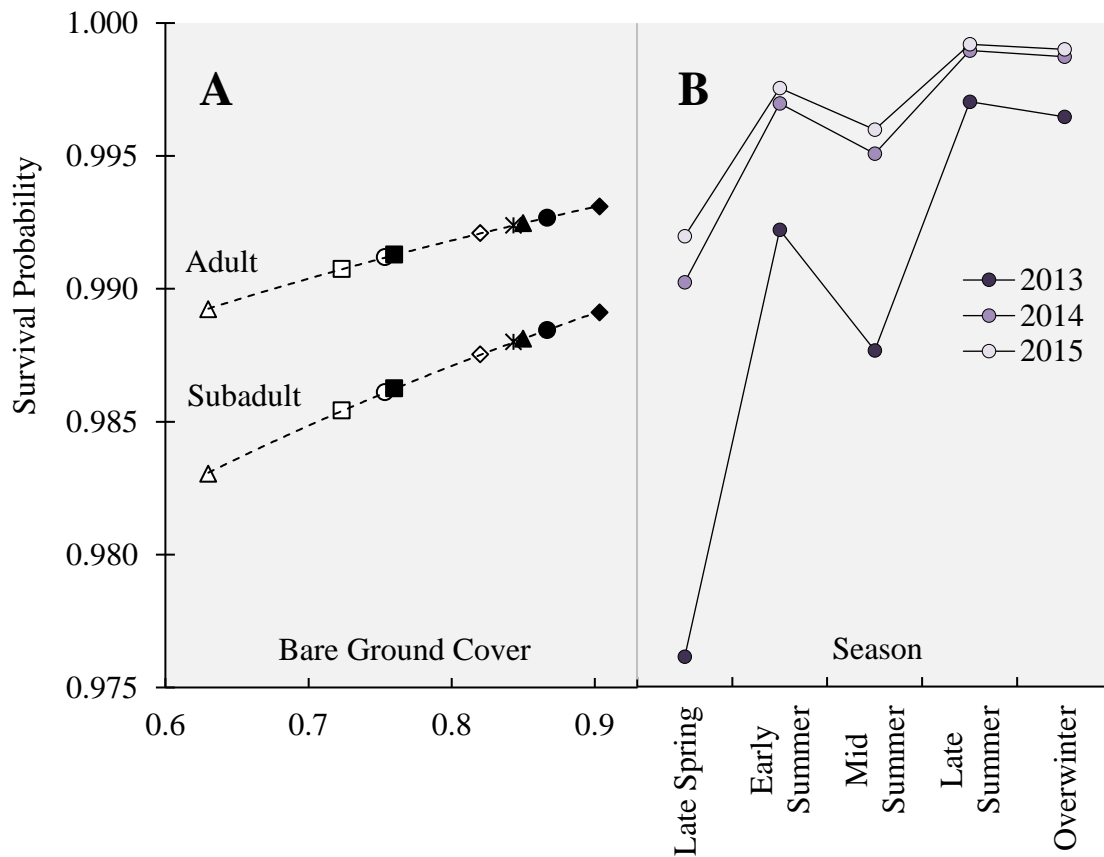 Survival Probability
1.000
0.995
0.990
0.985
0.980
0.975
A
Adult
Subadult
Bare Ground Cover
0.6
0.7
0.8
0.9
B
2013
2014
2015
Season
Late Spring
Early
Summer
Mid
Summer
Late
Summer
Overwinter